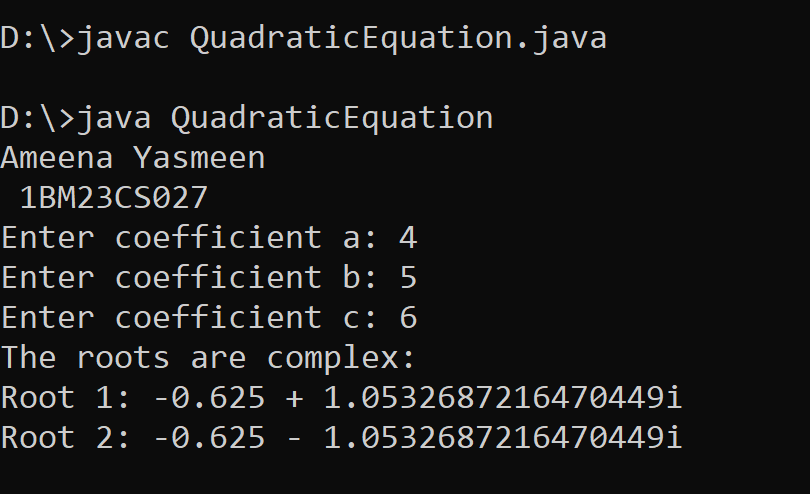 D:\>javac QuadraticEquation.java
D:\>java QuadraticEquation
Ameena Yasmeen
1BM23CS027
Enter coefficient a: 4
Enter coefficient b: 5
Enter coefficient c: 6
The roots are complex:
Root 1: -0.625 + 1.0532687216470449i
Root 2: -0.625 - 1.0532687216470449i